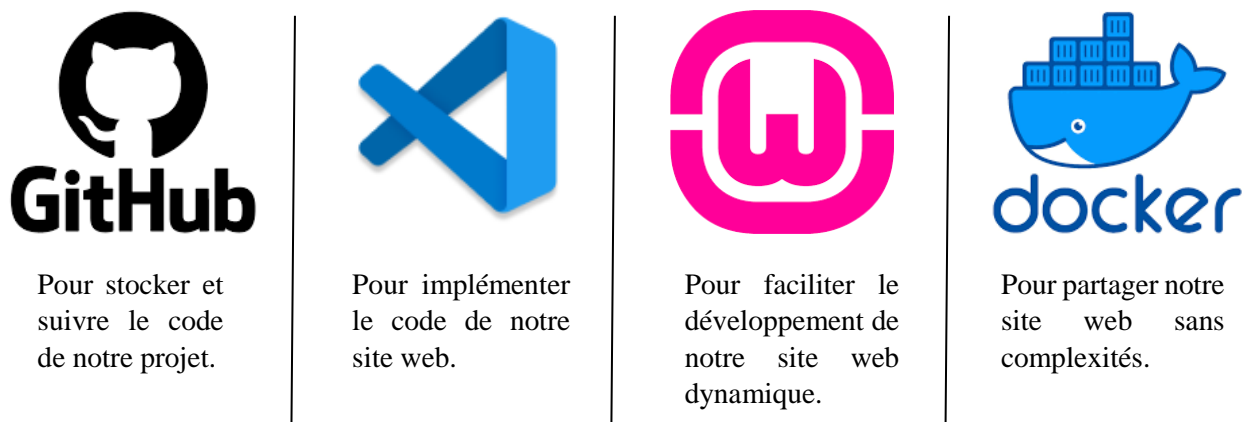 GitHub
Pour stocker et
suivre le code
de notre projet.
Pour implémenter
le code de notre
site web.
W
Pour faciliter le
développement de
notre site web
dynamique.
docker
Pour partager notre
site web sans
complexités.